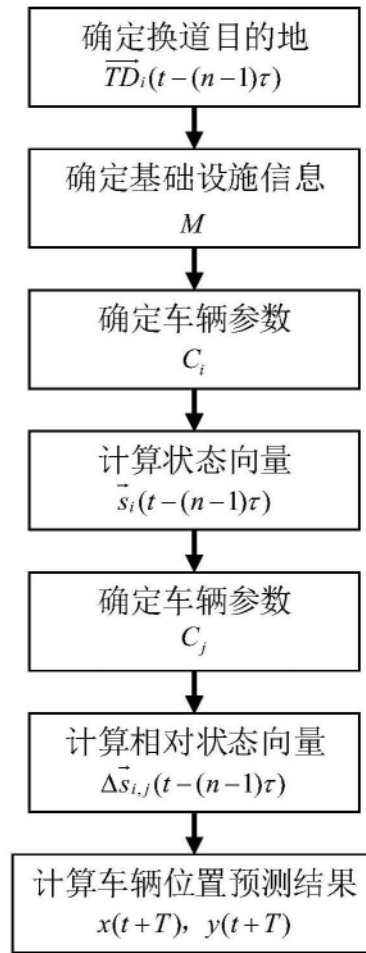 确定换道目的地
$\overrightarrow{TD}_i(t-(n-1)\tau)$
确定基础设施信息
$M$
确定车辆参数
$C_i$
计算状态向量
$\vec{s}_i(t-(n-1)\tau)$
确定车辆参数
$C_j$
计算相对状态向量
$\Delta\vec{s}_{i,j}(t-(n-1)\tau)$
计算车辆位置预测结果
$x(t+T)$，$y(t+T)$